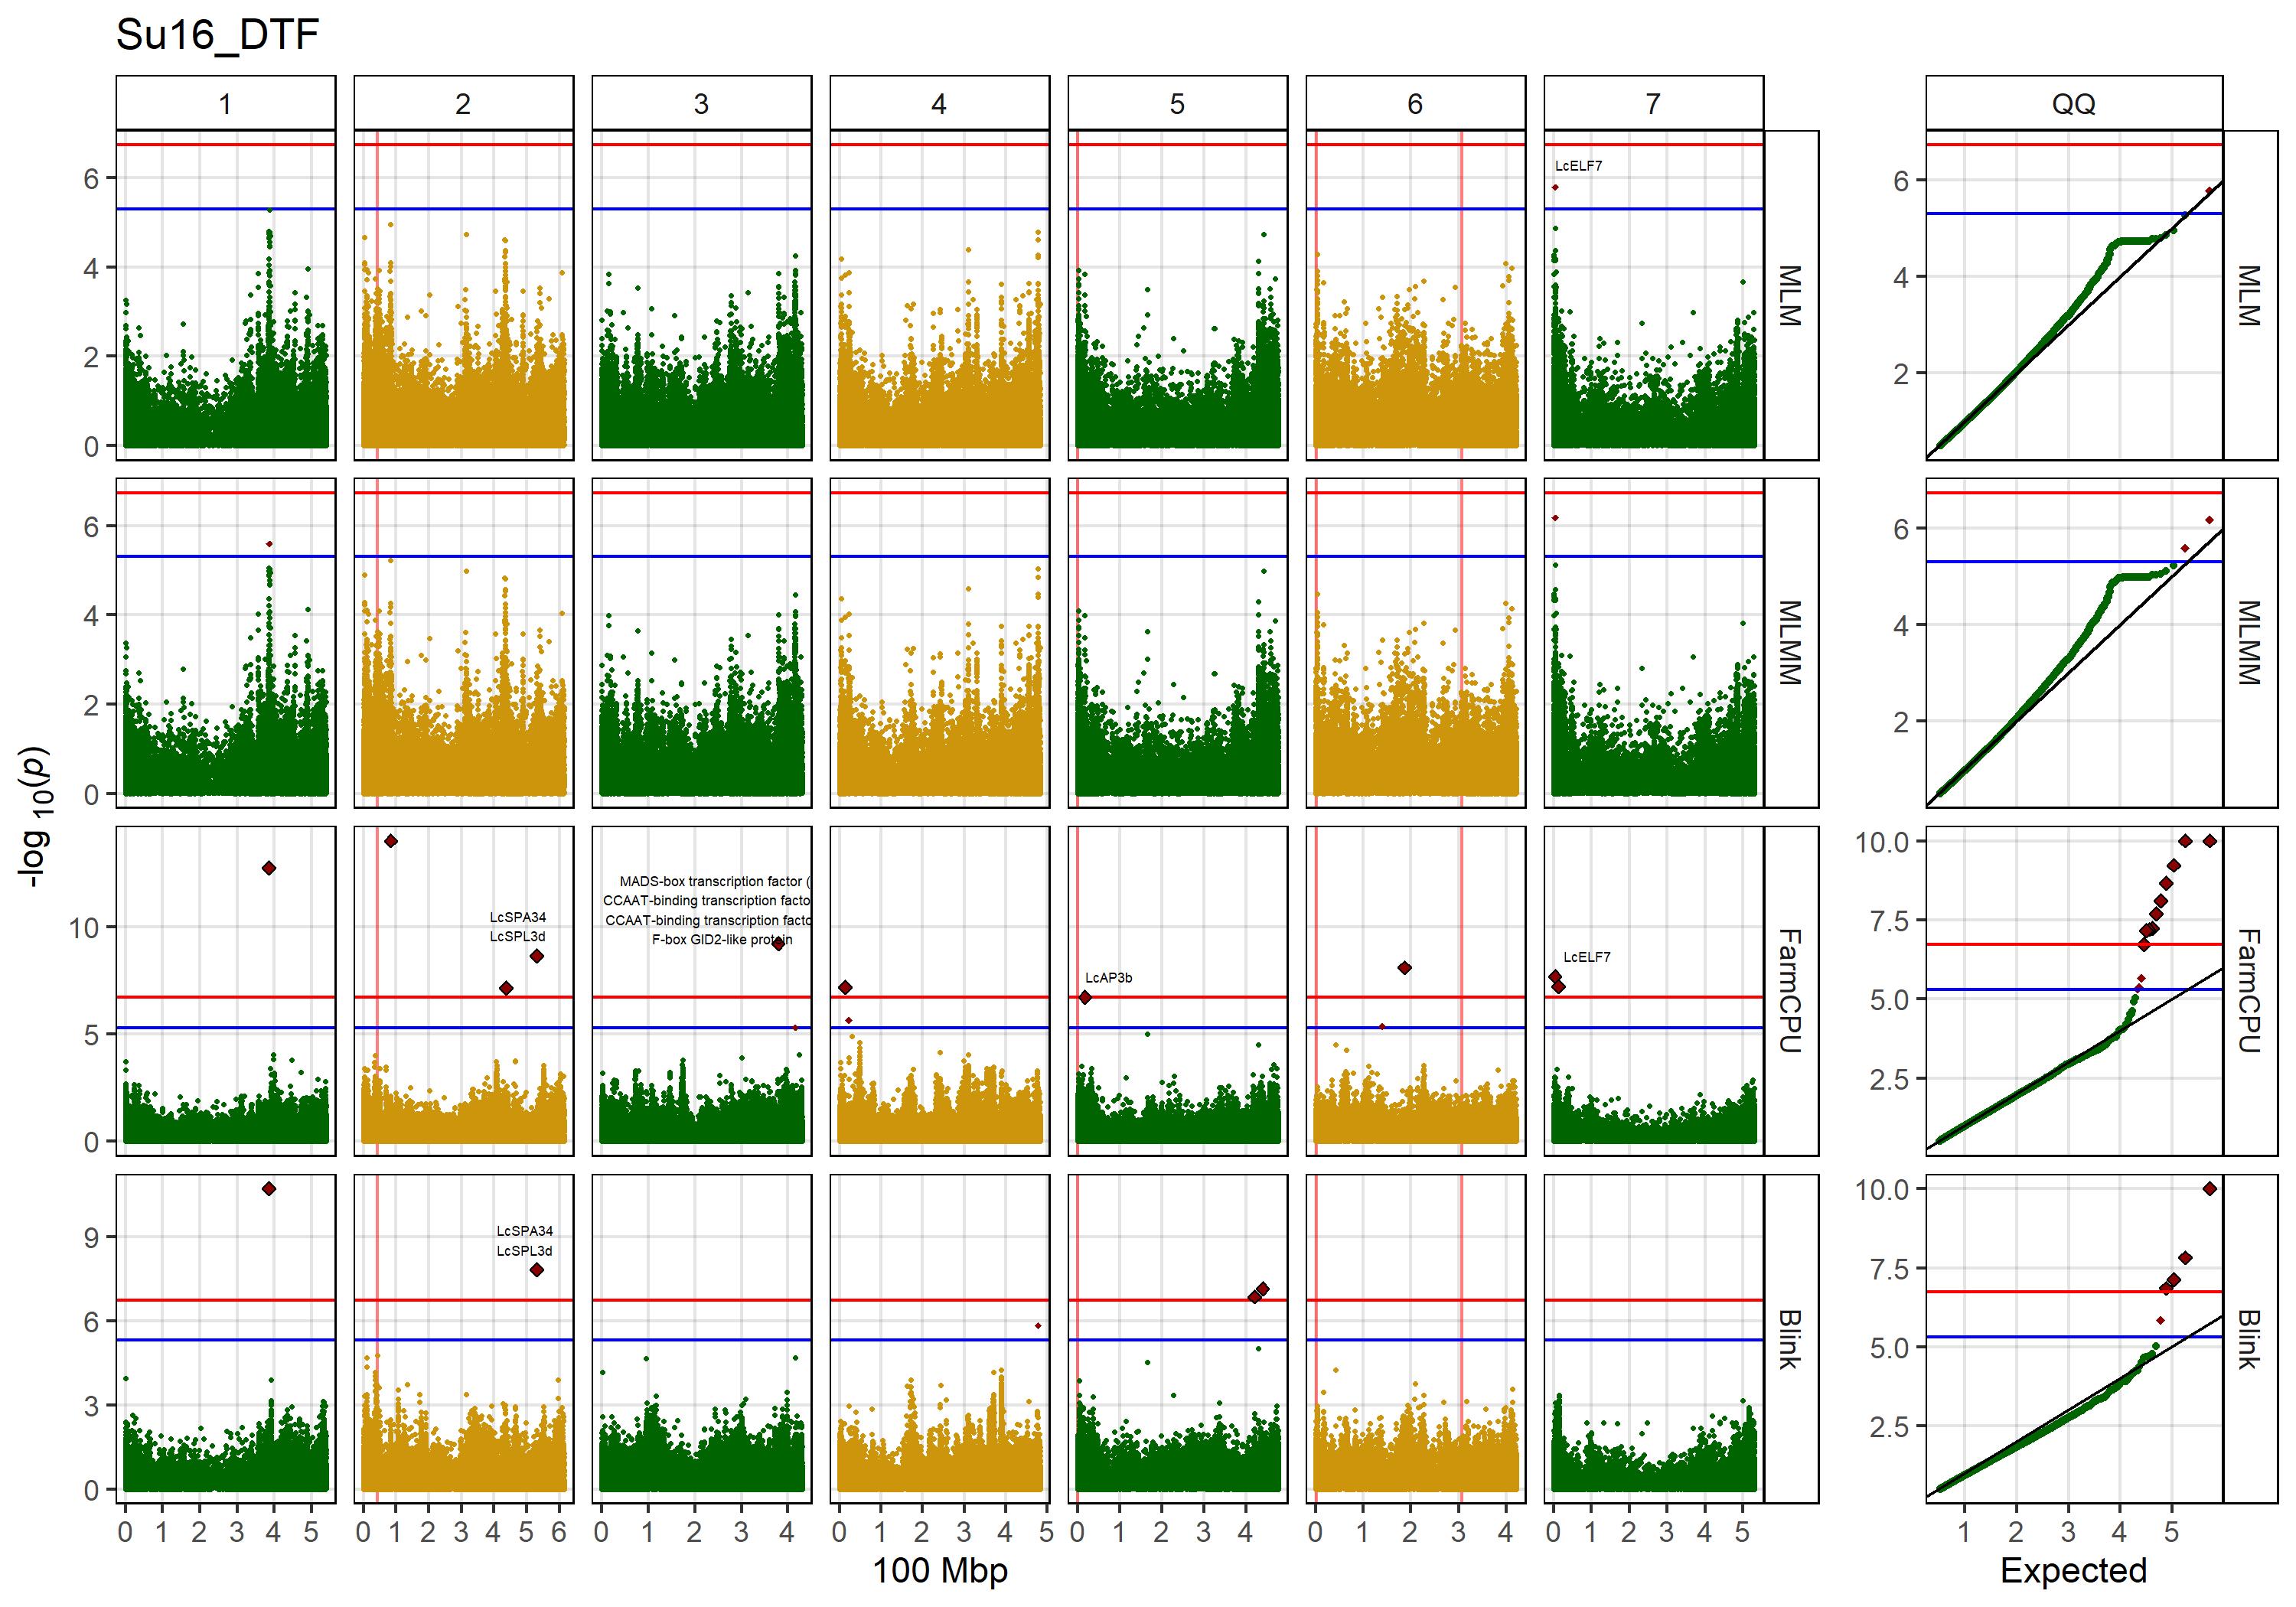 Su16_DTF
1 2 3 4 5 6 7 QQ
LcELF7
6
4
2
0
MLM
6
4
2
MLM
6
4
2
0
MLMM
6
4
2
MLMM
-log 10(p)
MADS-box transcription factor (
CCAAT-binding transcription facto
CCAAT-binding transcription facto
F-box GID2-like protein
LcSPA34
LcSPL3d
LcAP3b
LcELF7
10
5
0
FarmCPU
10.0
7.5
5.0
2.5
FarmCPU
LcSPA34
LcSPL3d
9
6
3
0
Blink
10.0
7.5
5.0
2.5
Blink
0 1 2 3 4 5 0 1 2 3 4 5 6 0 1 2 3 4 0 1 2 3 4 5 0 1 2 3 4 0 1 2 3 4 0 1 2 3 4 5 1 2 3 4 5
100 Mbp
Expected